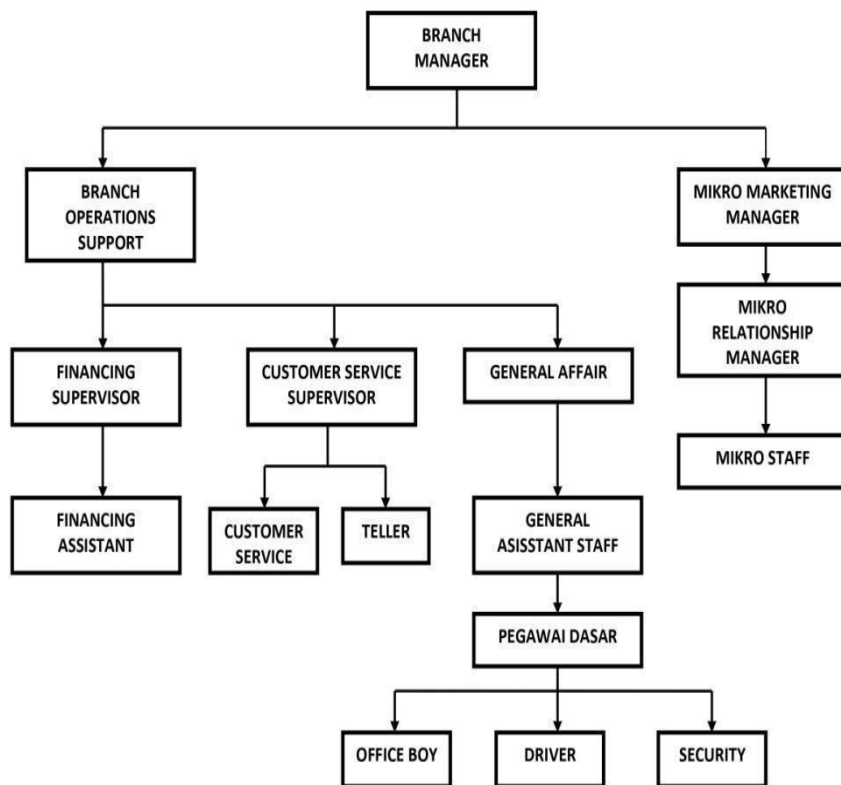 BRANCH
MANAGER
BRANCH
OPERATIONS
SUPPORT
MIKRO MARKETING
MANAGER
MIKRO
RELATIONSHIP
MANAGER
FINANCING
SUPERVISOR
CUSTOMER SERVICE
SUPERVISOR
GENERAL AFFAIR
MIKRO STAFF
FINANCING
ASSISTANT
CUSTOMER
SERVICE
TELLER
GENERAL
ASISSTANT STAFF
PEGAWAI DASAR
OFFICE BOY
DRIVER
SECURITY